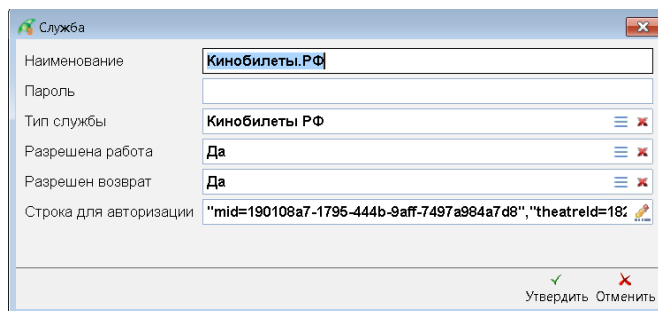 Служба
Наименование Кинобилеты.РФ
Пароль
Тип службы Кинобилеты РФ
Разрешена работа Да
Разрешен возврат Да
Строка для авторизации "mid=190108a7-1795-444b-9aff-7497a984a7d8","theatreId=182
Утвердить Отменить